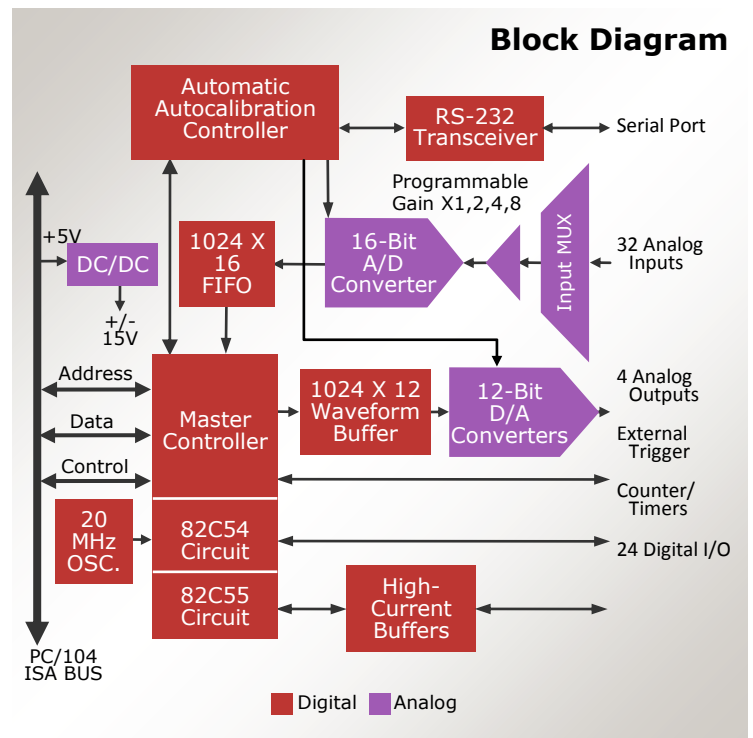 Block Diagram
Automatic
Autocalibration
Controller
RS-232
Transceiver
Serial Port
Programmable
Gain X1,2,4,8
+5V
DC/DC
+/-
15V
1024 X
16
FIFO
16-Bit
A/D
Converter
Input MUX
32 Analog
Inputs
Address
Data
Control
Master
Controller
1024 X 12
Waveform
Buffer
12-Bit
D/A
Converters
4 Analog
Outputs
External
Trigger
Counter/
Timers
20
MHz
OSC.
82C54
Circuit
24 Digital I/O
82C55
Circuit
High-
Current
Buffers
PC/104
ISA BUS
Digital
Analog